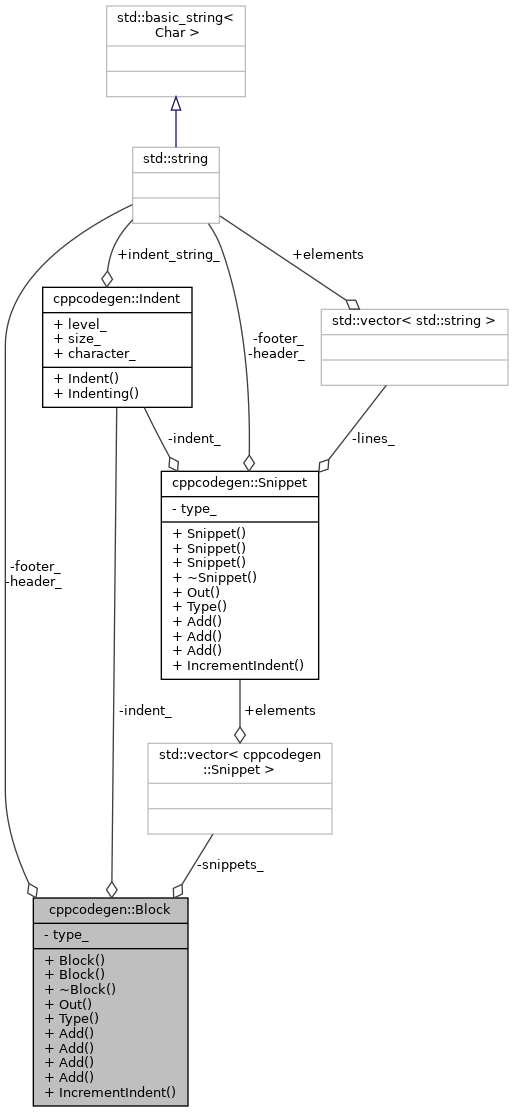 std::basic_string<
Char >
std::string
+indent_string_
+elements
cppcodegen::Indent
+ level_
+ size_
+ character_
+ Indent()
+ Indenting()
std::vector< std::string >
-footer_
-header_
-indent_
-lines_
cppcodegen::Snippet
- type_
+ Snippet()
+ Snippet()
+ Snippet()
+ ~Snippet()
+ Out()
+ Type()
+ Add()
+ Add()
+ Add()
+ IncrementIndent()
-footer_
-header_
-indent_
+elements
std::vector< cppcodegen
::Snippet >
-snippets_
cppcodegen::Block
- type_
+ Block()
+ Block()
+ ~Block()
+ Out()
+ Type()
+ Add()
+ Add()
+ Add()
+ Add()
+ IncrementIndent()